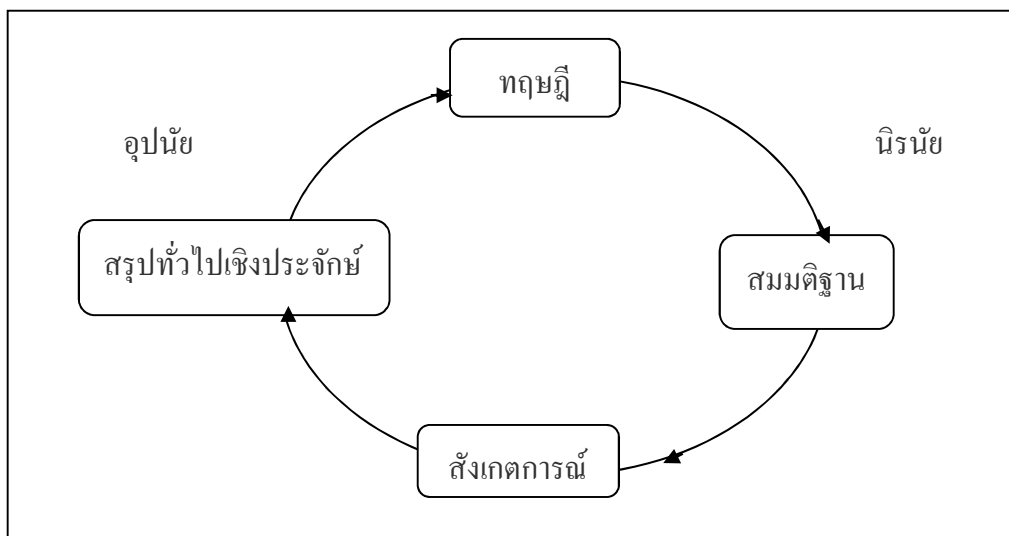 ทฤษฎี
อุปนัย
นิรนัย
สรุปทั่วไปเชิงประจักษ์
สมมติฐาน
สังเกตการณ์